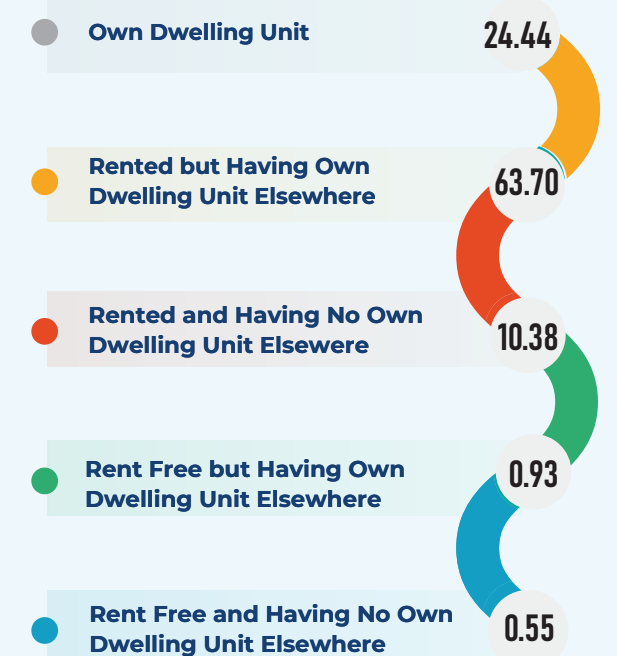 Own Dwelling Unit
24.44
Rented but Having Own
Dwelling Unit Elsewhere
63.70
Rented and Having No Own
Dwelling Unit Elsewere
10.38
Rent Free but Having Own
Dwelling Unit Elsewhere
0.93
Rent Free and Having No Own
Dwelling Unit Elsewhere
0.55